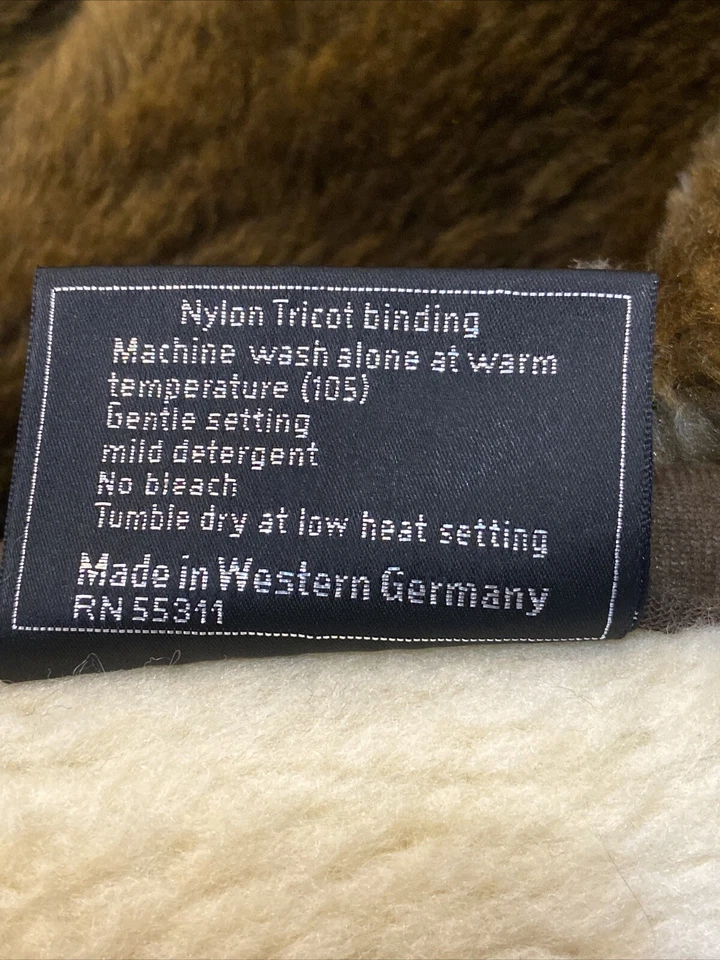 Nylon Tricot binding
Machine wash alone at warm
temperature (105)
Gentle setting
mild detergent
No bleach
Tumble dry at low heat setting
Made in Western Germany
RN 55311